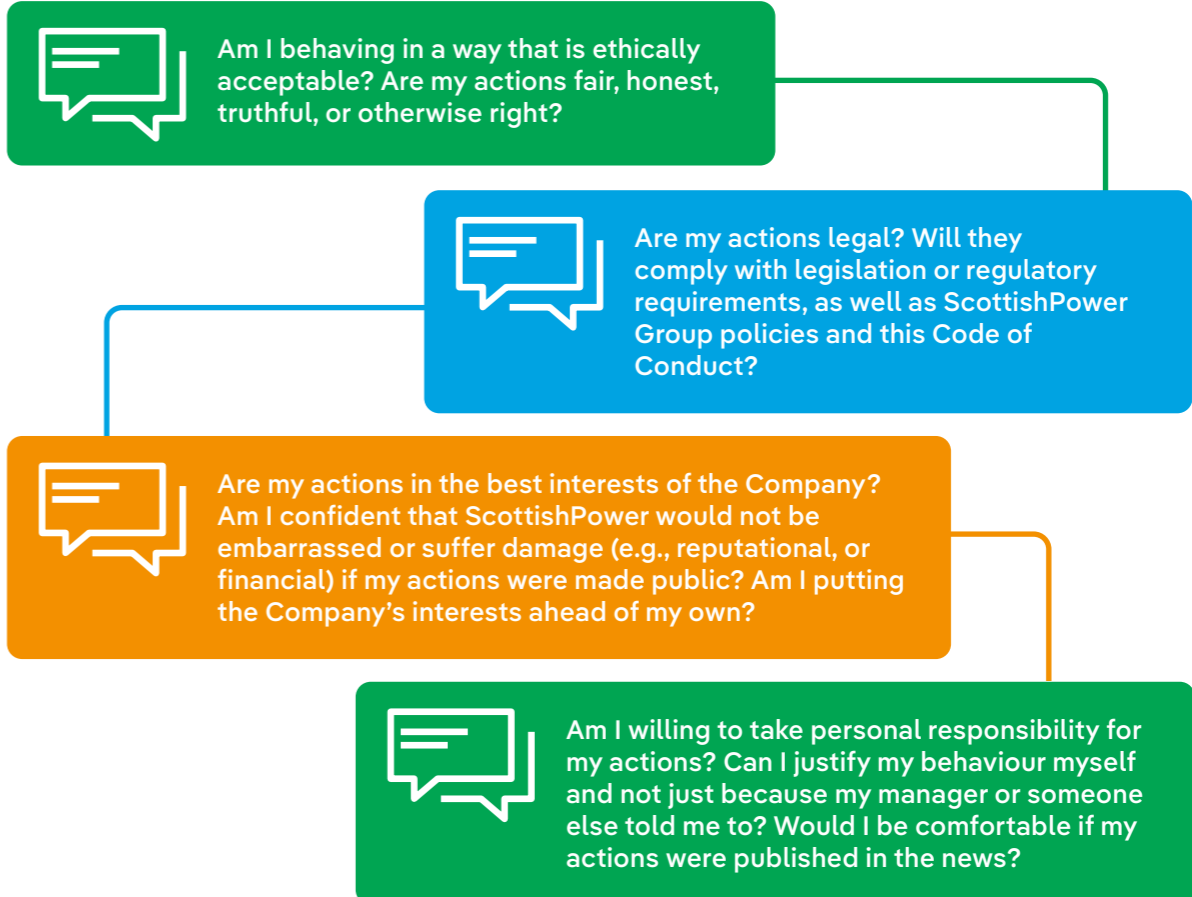 Am I behaving in a way that is ethically
acceptable? Are my actions fair, honest,
truthful, or otherwise right?
Are my actions legal? Will they
comply with legislation or regulatory
requirements, as well as ScottishPower
Group policies and this Code of
Conduct?
Are my actions in the best interests of the Company?
Am I confident that ScottishPower would not be
embarrassed or suffer damage (e.g., reputational, or
financial) if my actions were made public? Am I putting
the Company’s interests ahead of my own?
Am I willing to take personal responsibility for
my actions? Can I justify my behaviour myself
and not just because my manager or someone
else told me to? Would I be comfortable if my
actions were published in the news?